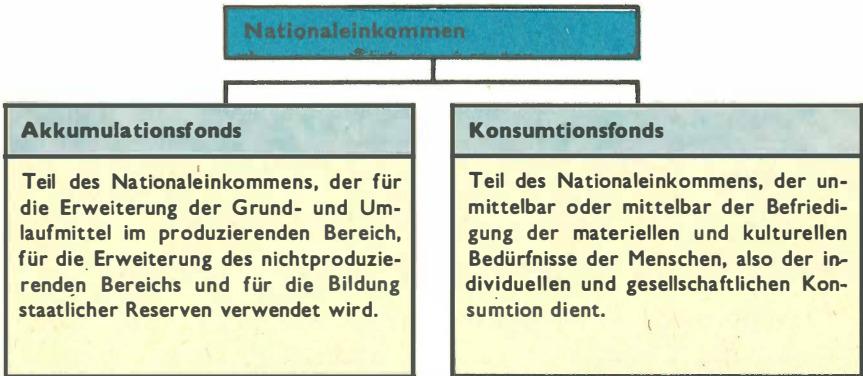 Nationaleinkommen
Akkumulationsfonds
Teil des Nationaleinkommens, der für
die Erweiterung der Grund- und Um-
laufmittel im produzierenden Bereich,
für die Erweiterung des nichtproduzie-
renden Bereichs und für die Bildung
staatlicher Reserven verwendet wird.
Konsumtionsfonds
Teil des Nationaleinkommens, der un-
mittelbar oder mittelbar der Befriedi-
gung der materiellen und kulturellen
Bedürfnisse der Menschen, also der in-
dividuellen und gesellschaftlichen Kon-
sumtion dient.